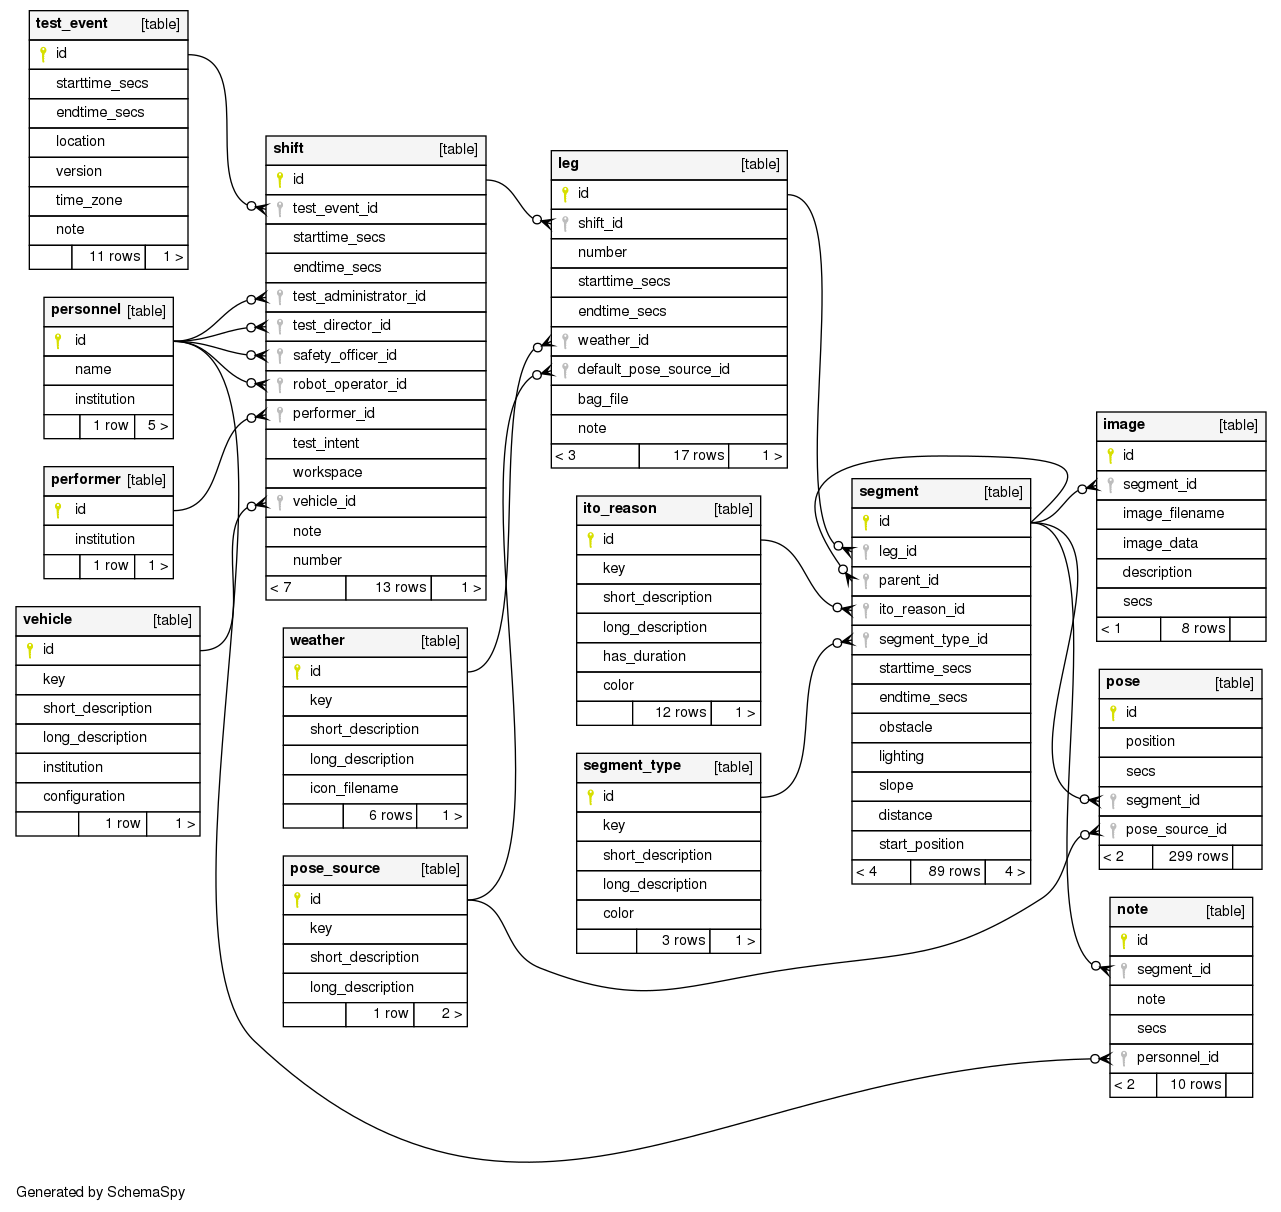 test_event [table]
id
starttime_secs
endtime_secs
location
version
time_zone
note
11 rows 1 >
personnel [table]
id
name
institution
1 row 5 >
performer [table]
id
institution
1 row 1 >
vehicle [table]
id
key
short_description
long_description
institution
configuration
1 row 1 >
shift [table]
id
test_event_id
starttime_secs
endtime_secs
test_administrator_id
test_director_id
safety_officer_id
robot_operator_id
performer_id
test_intent
workspace
vehicle_id
note
number
< 7 13 rows 1 >
weather [table]
id
key
short_description
long_description
icon_filename
6 rows 1 >
pose_source [table]
id
key
short_description
long_description
1 row 2 >
leg [table]
id
shift_id
number
starttime_secs
endtime_secs
weather_id
default_pose_source_id
bag_file
note
< 3 17 rows 1 >
ito_reason [table]
id
key
short_description
long_description
has_duration
color
12 rows 1 >
segment_type [table]
id
key
short_description
long_description
color
3 rows 1 >
segment [table]
id
leg_id
parent_id
ito_reason_id
segment_type_id
starttime_secs
endtime_secs
obstacle
lighting
slope
distance
start_position
< 4 89 rows 4 >
image [table]
id
segment_id
image_filename
image_data
description
secs
< 1 8 rows
pose [table]
id
position
secs
segment_id
pose_source_id
< 2 299 rows
note [table]
id
segment_id
note
secs
personnel_id
< 2 10 rows
Generated by SchemaSpy